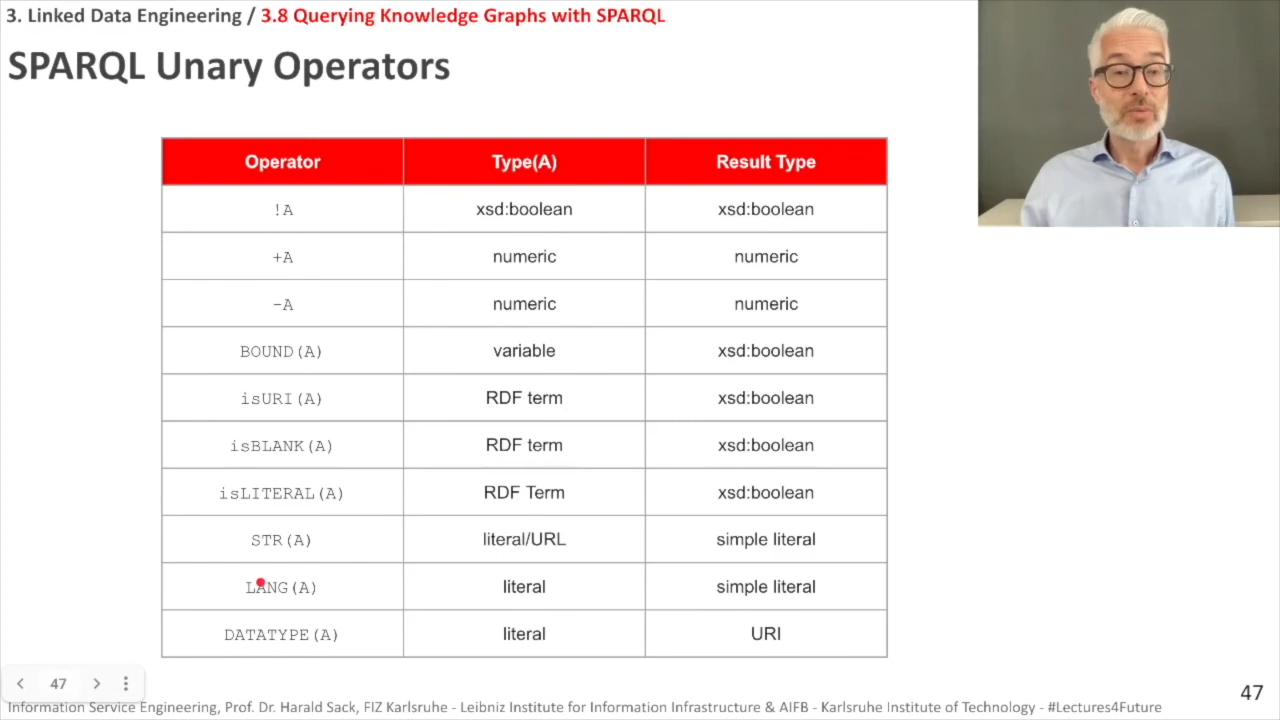 3. Linked Data Engineering / 3.8 Querying Knowledge Graphs with SPARQL
SPARQL Unary Operators
Operator Type(A) Result Type
!A xsd:boolean xsd:boolean
+A numeric numeric
-A numeric numeric
BOUND(A) variable xsd:boolean
isURI(A) RDF term xsd:boolean
isBLANK(A) RDF term xsd:boolean
isLITERAL(A) RDF Term xsd:boolean
STR(A) literal/URL simple literal
LANG(A) literal simple literal
DATATYPE(A) literal URI
47
47
Information Service Engineering, Prof. Dr. Harald Sack, FIZ Karlsruhe - Leibniz Institute for Information Infrastructure & AIFB - Karlsruhe Institute of Technology - #Lectures4Future